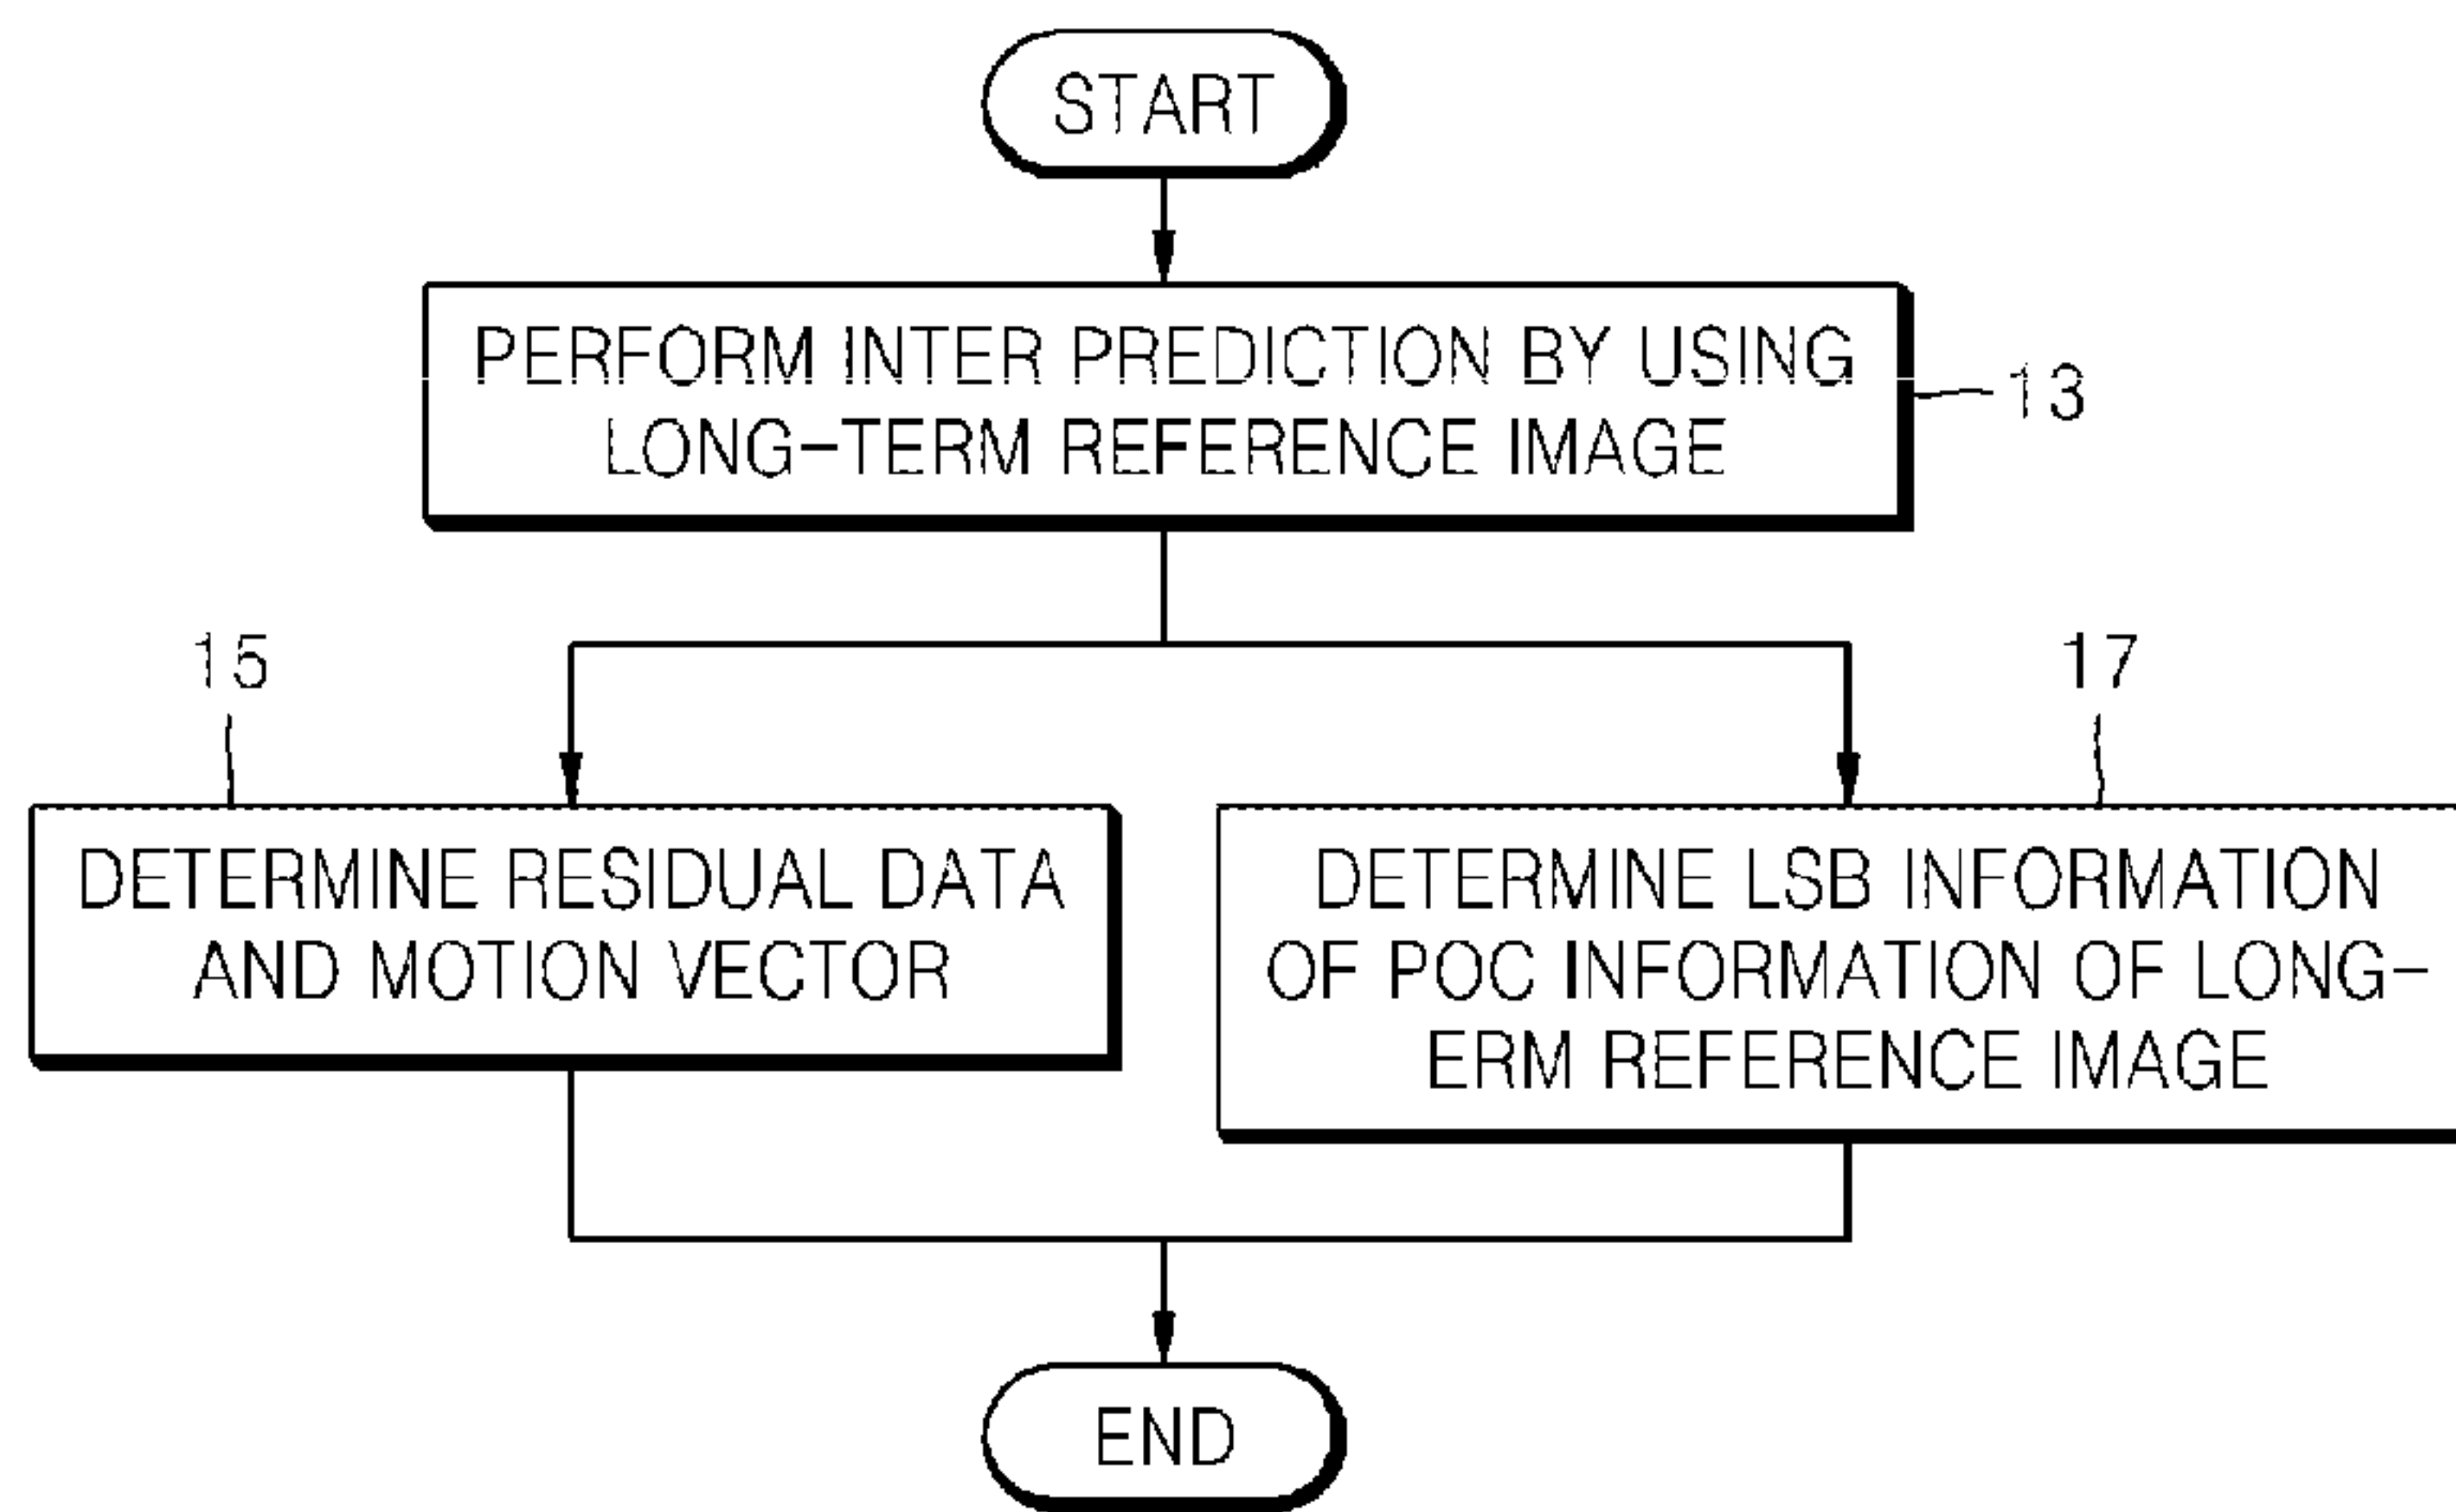 START
PERFORM INTER PREDICTION BY USING
LONG-TERM REFERENCE IMAGE
13
15
17
DETERMINE RESIDUAL DATA
AND MOTION VECTOR
DETERMINE LSB INFORMATION
OF POC INFORMATION OF LONG-
ERM REFERENCE IMAGE
END